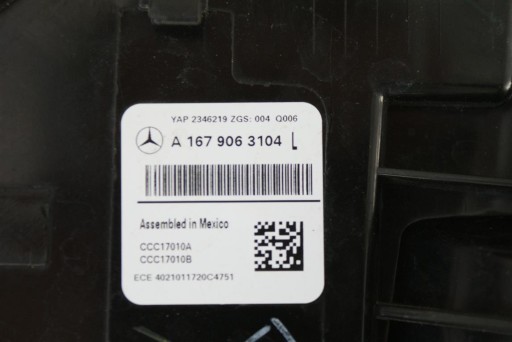 YAP 2346219 ZGS: 004 Q006
A 167 906 3104 L
Assembled in Mexico
CCC17010A
CCC17010B
ECE 4021011720C4751